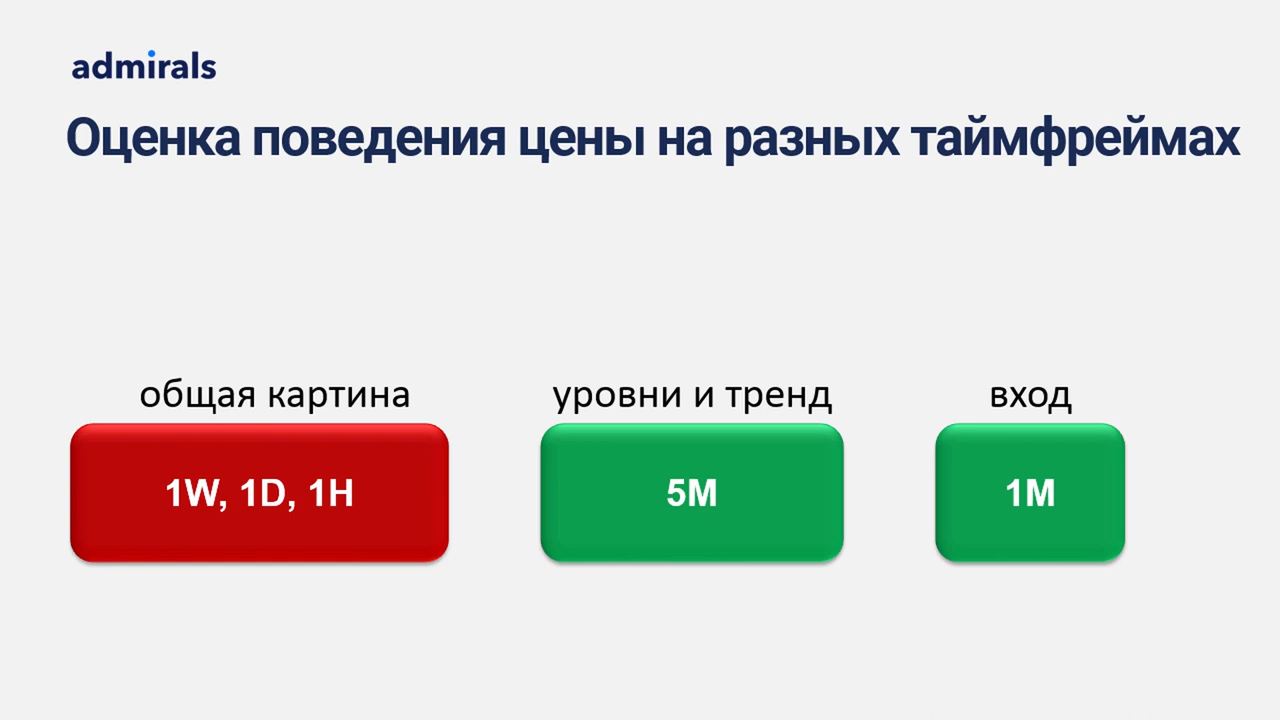 admirals
Оценка поведения цены на разных таймфреймах
общая картина
уровни и тренд
вход
1W, 1D, 1H
5M
1M